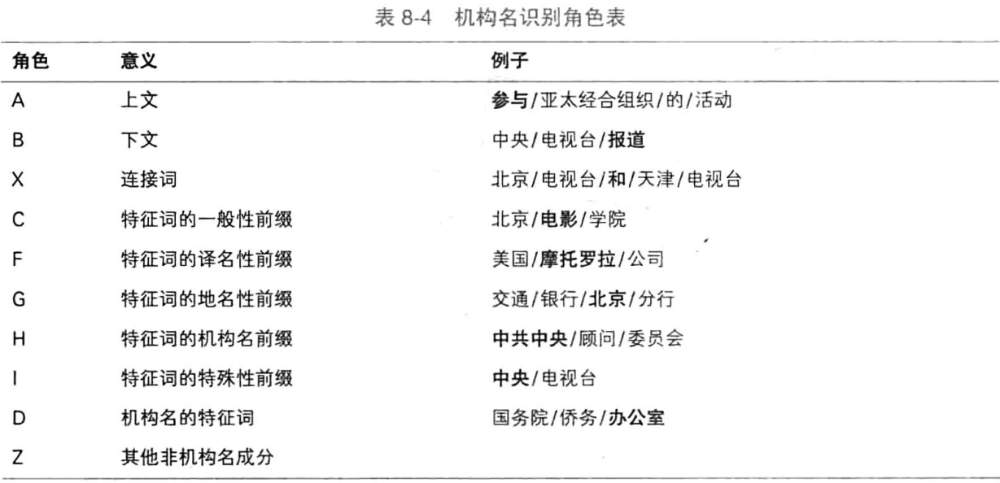 表 8-4 机构名识别角色表
角色 意义 例子
A 上文 参与/亚太经合组织/的/活动
B 下文 中央/电视台/报道
X 连接词 北京/电视台/和/天津/电视台
C 特征词的一般性前缀 北京/电影/学院
F 特征词的译名性前缀 美国/摩托罗拉/公司
G 特征词的地名性前缀 交通/银行/北京/分行
H 特征词的机构名前缀 中共中央/顾问/委员会
I 特征词的特殊性前缀 中央/电视台
D 机构名的特征词 国务院/侨务/办公室
Z 其他非机构名成分